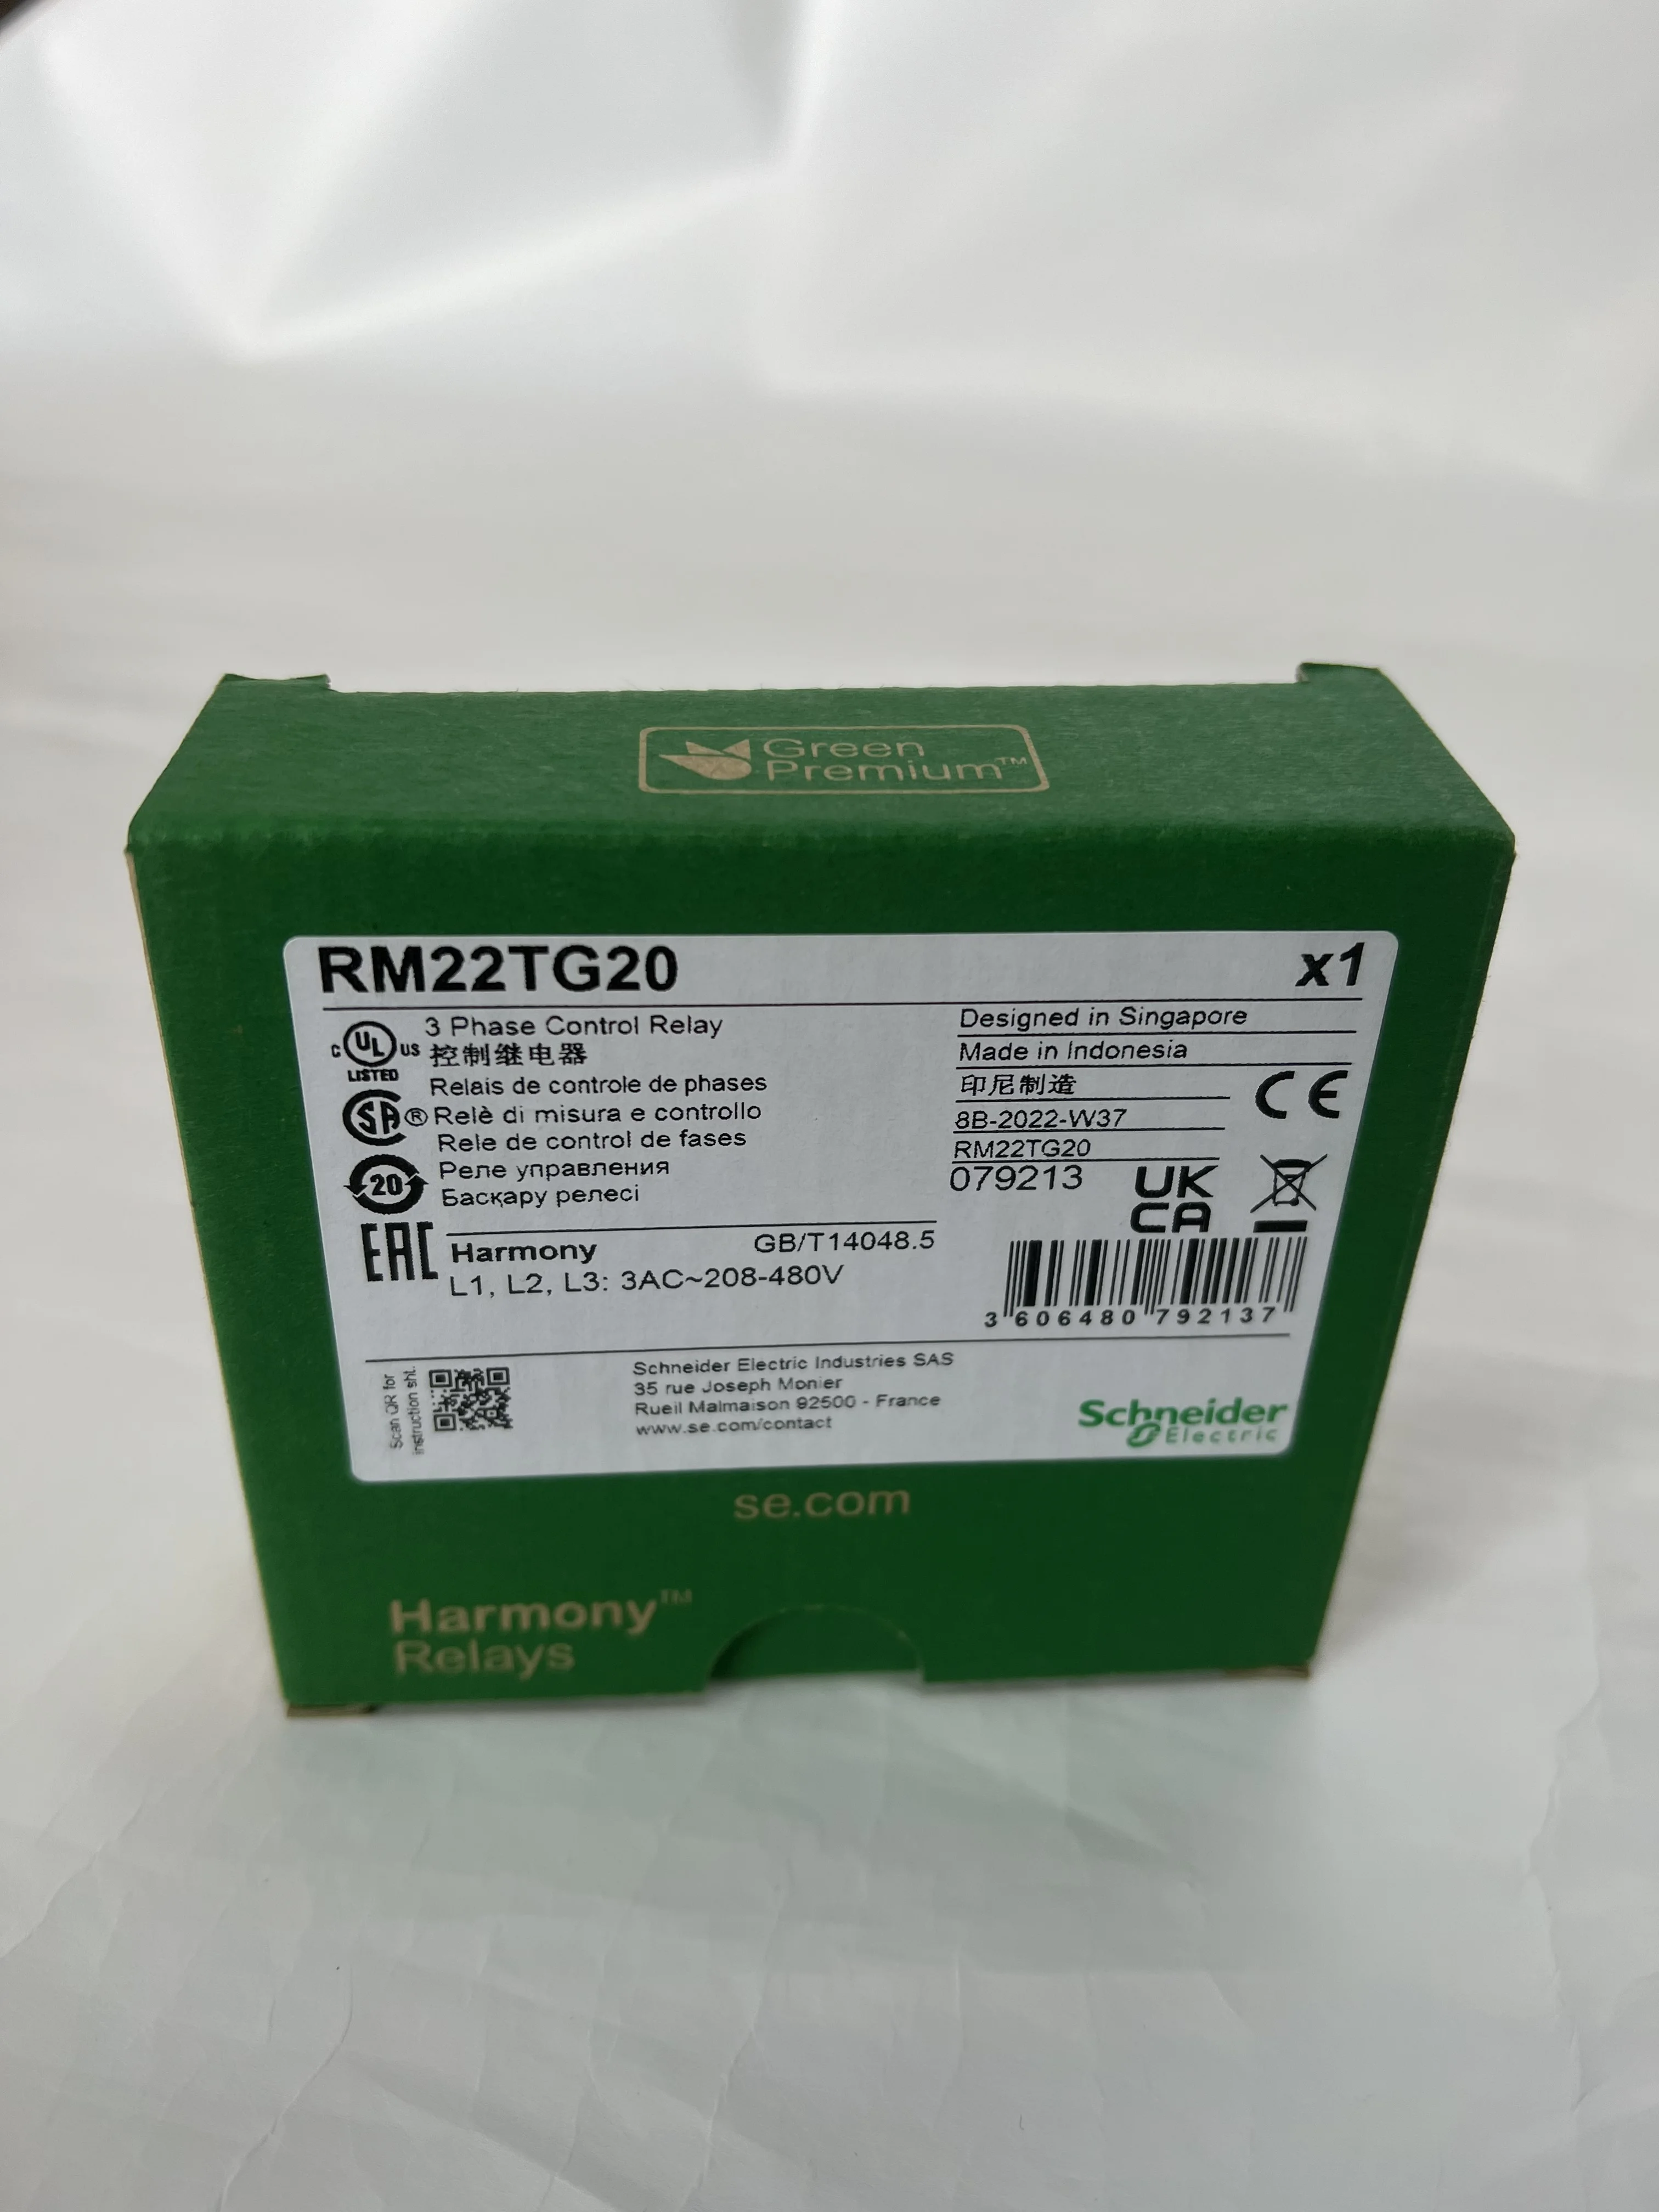 Green
Premium™
RM22TG20
x1
C UL US
LISTED
3 Phase Control Relay
控制继电器
Relais de controle de phases
SA® Relè di misura e controllo
Rele de control de fases
20
Реле управления
Басқару релесі
Designed in Singapore
Made in Indonesia
印尼制造
CE
8B-2022-W37
RM22TG20
079213
UK
CA
EAC
Harmony
GB/T14048.5
L1, L2, L3: 3AC~208-480V
3 606480 792137
Scan QR for
instruction sht.
Schneider Electric Industries SAS
35 rue Joseph Monier
Rueil Malmaison 92500 - France
www.se.com/contact
Schneider
Electric
se.com
Harmony™
Relays